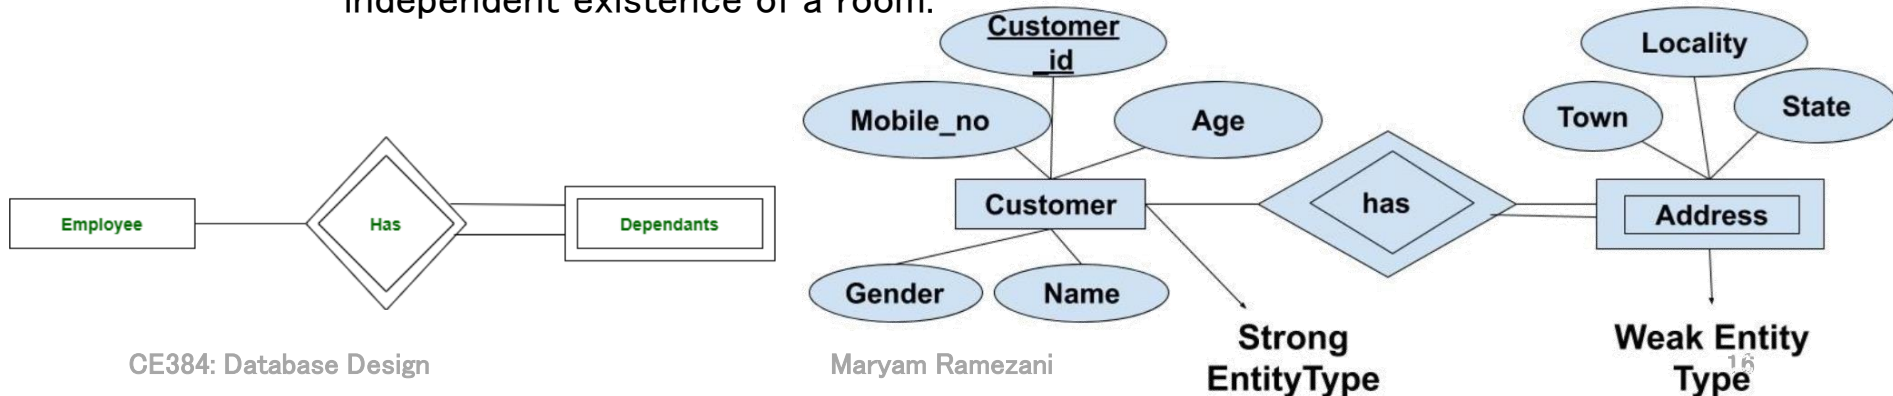 independent existence of a room.
Customer
_id
Locality
Mobile_no
Age
Town
State
Employee
Has
Dependants
Customer
has
Address
Gender
Name
Strong
EntityType
Weak Entity
Type
CE384: Database Design
Maryam Ramezani
16